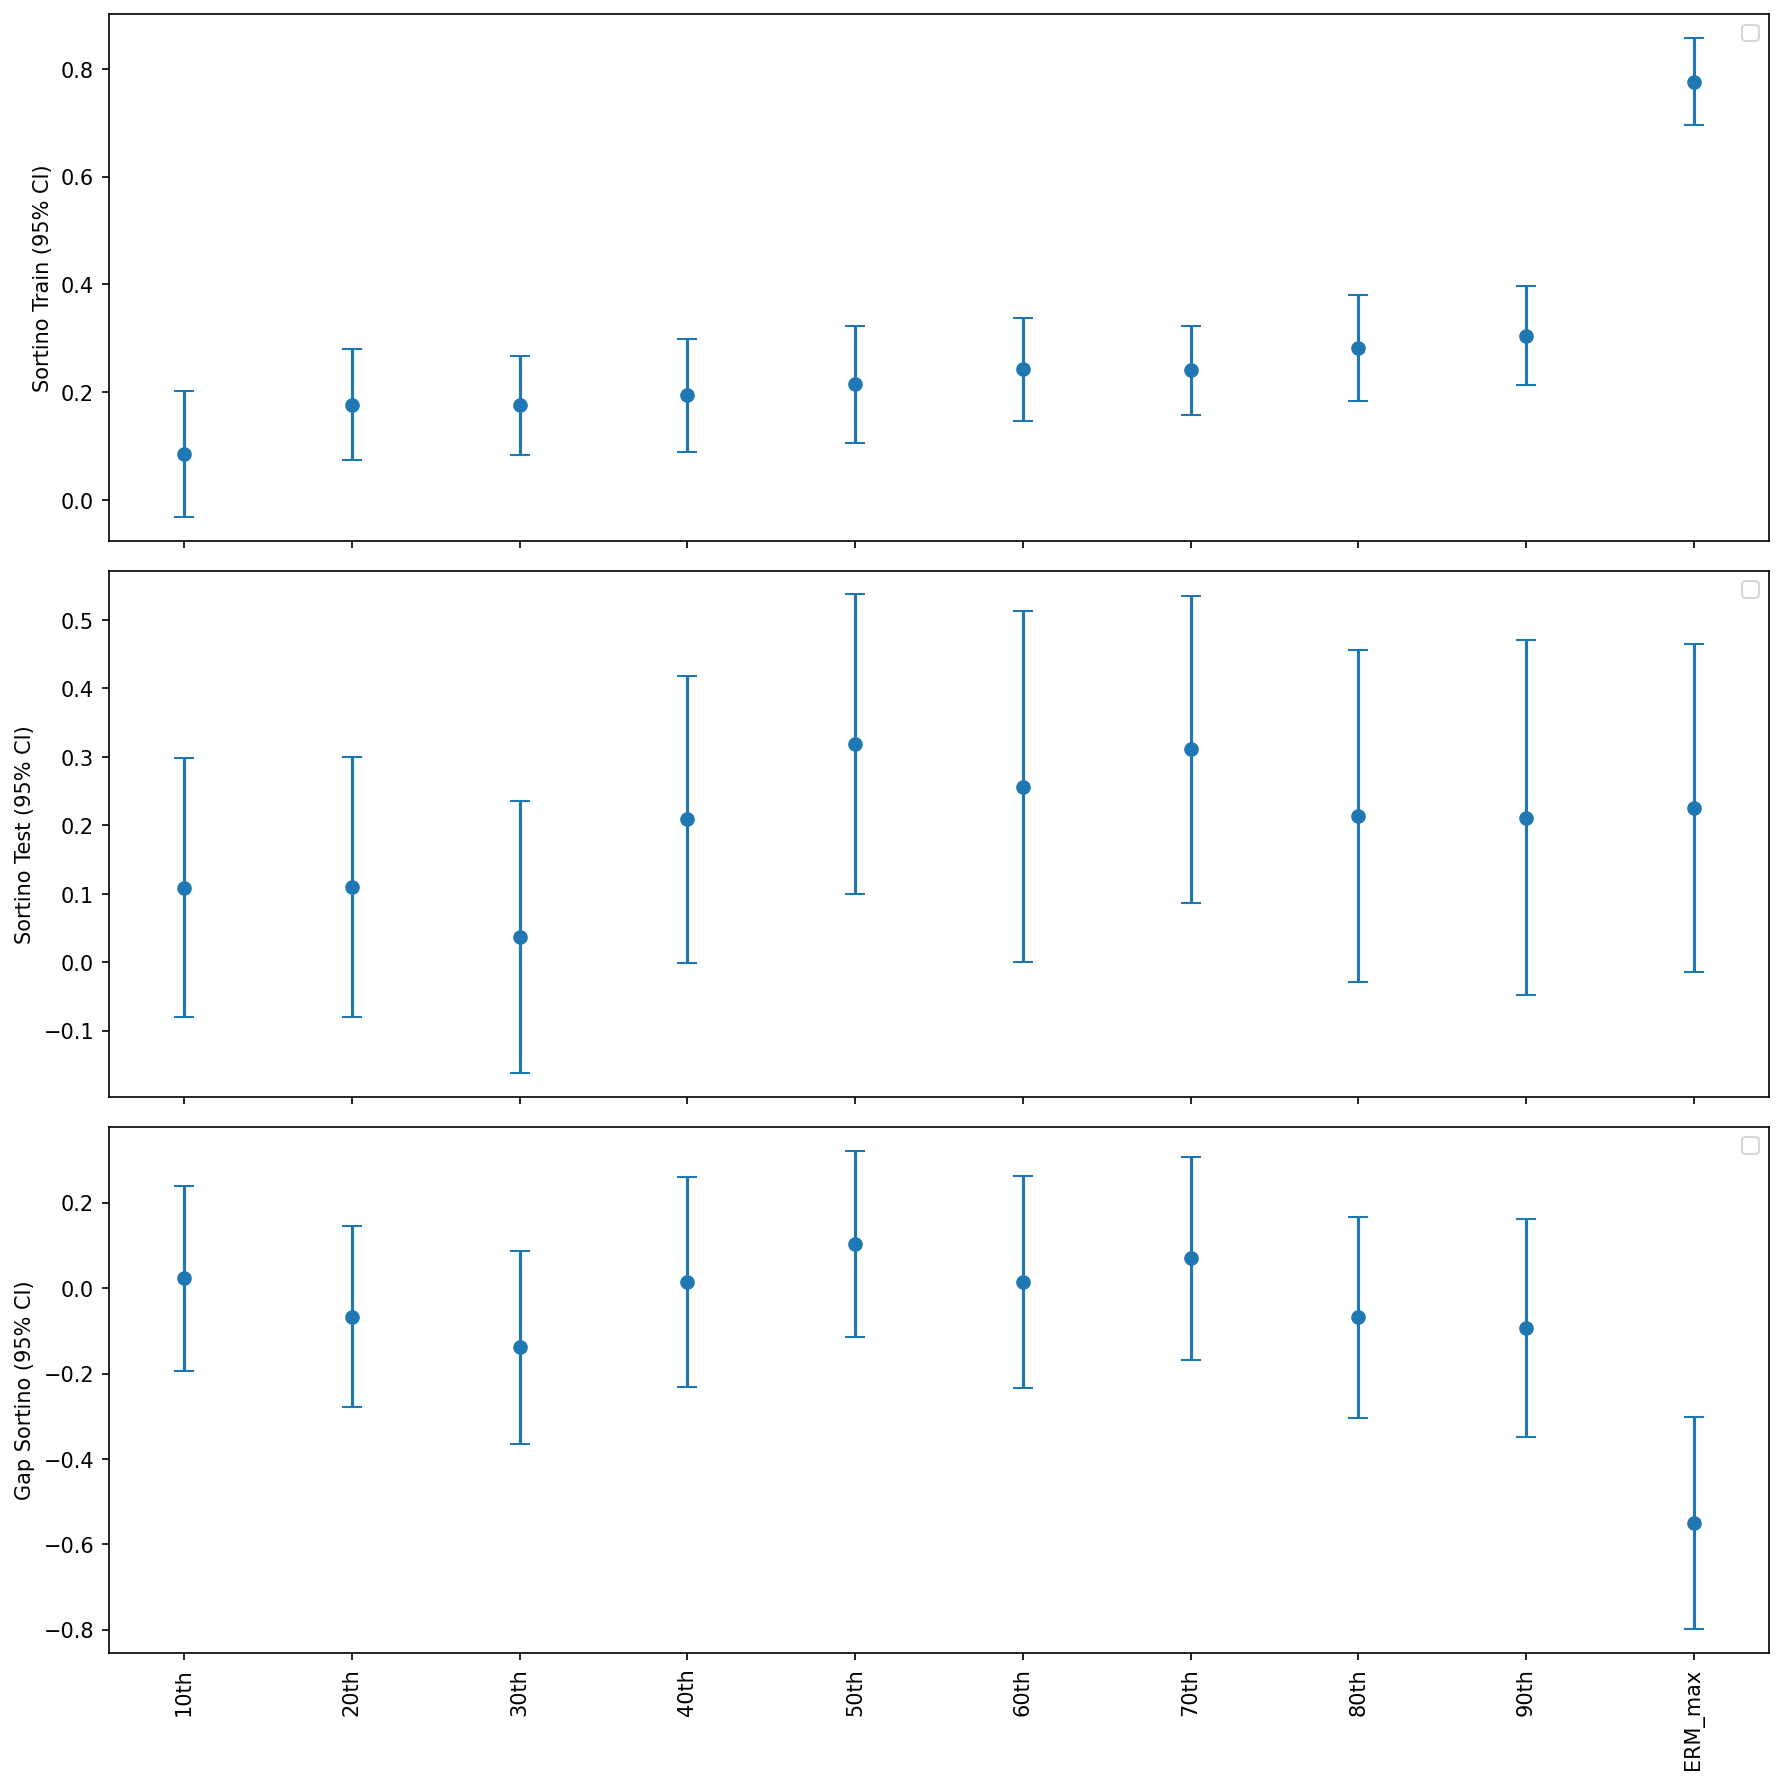 Sortino Train (95% CI)
0.8
0.6
0.4
0.2
0.0
Sortino Test (95% CI)
0.5
0.4
0.3
0.2
0.1
0.0
−0.1
Gap Sortino (95% CI)
0.2
0.0
−0.2
−0.4
−0.6
−0.8
10th
20th
30th
40th
50th
60th
70th
80th
90th
ERM_max